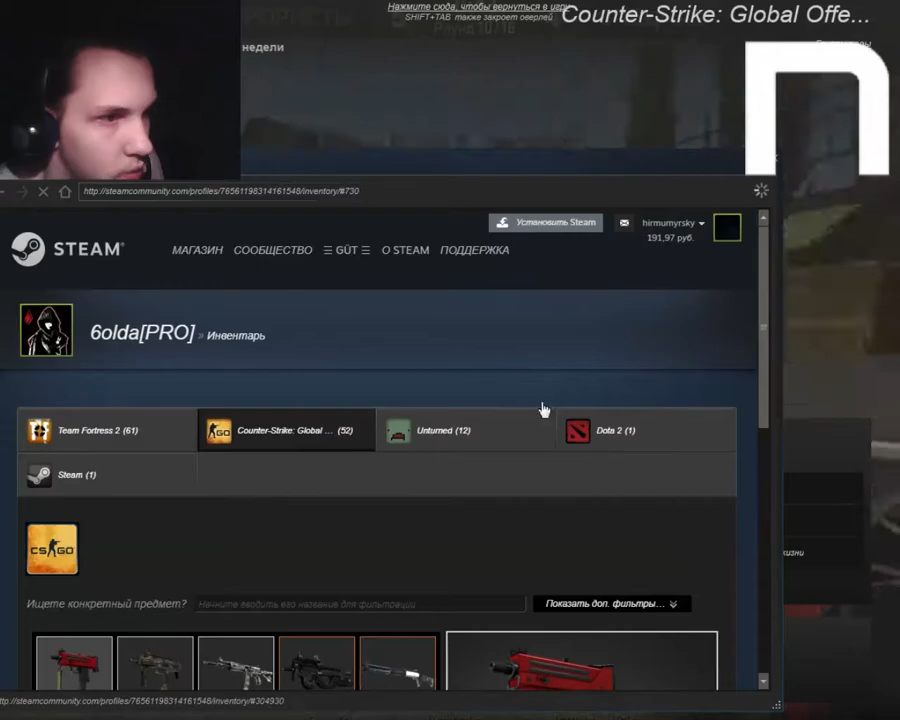 Нажмите сюда, чтобы вернуться в игру
SHIFT+TAB также закроет оверлей
Counter-Strike: Global Offe...
недели
http://steamcommunity.com/profiles/76561198314161548/inventory/#730
Установить Steam
hirmumyrsky
191,97 руб.
STEAM®
МАГАЗИН СООБЩЕСТВО ☰ GÜT ☰ О STEAM ПОДДЕРЖКА
6olda[PRO] » Инвентарь
Team Fortress 2 (61)
Counter-Strike: Global ... (52)
Unturned (12)
Dota 2 (1)
Steam (1)
CS GO
Ищете конкретный предмет?
Начните вводить его название для фильтрации
Показать доп. фильтры...
жизни
http://steamcommunity.com/profiles/76561198314161548/inventory/#304930